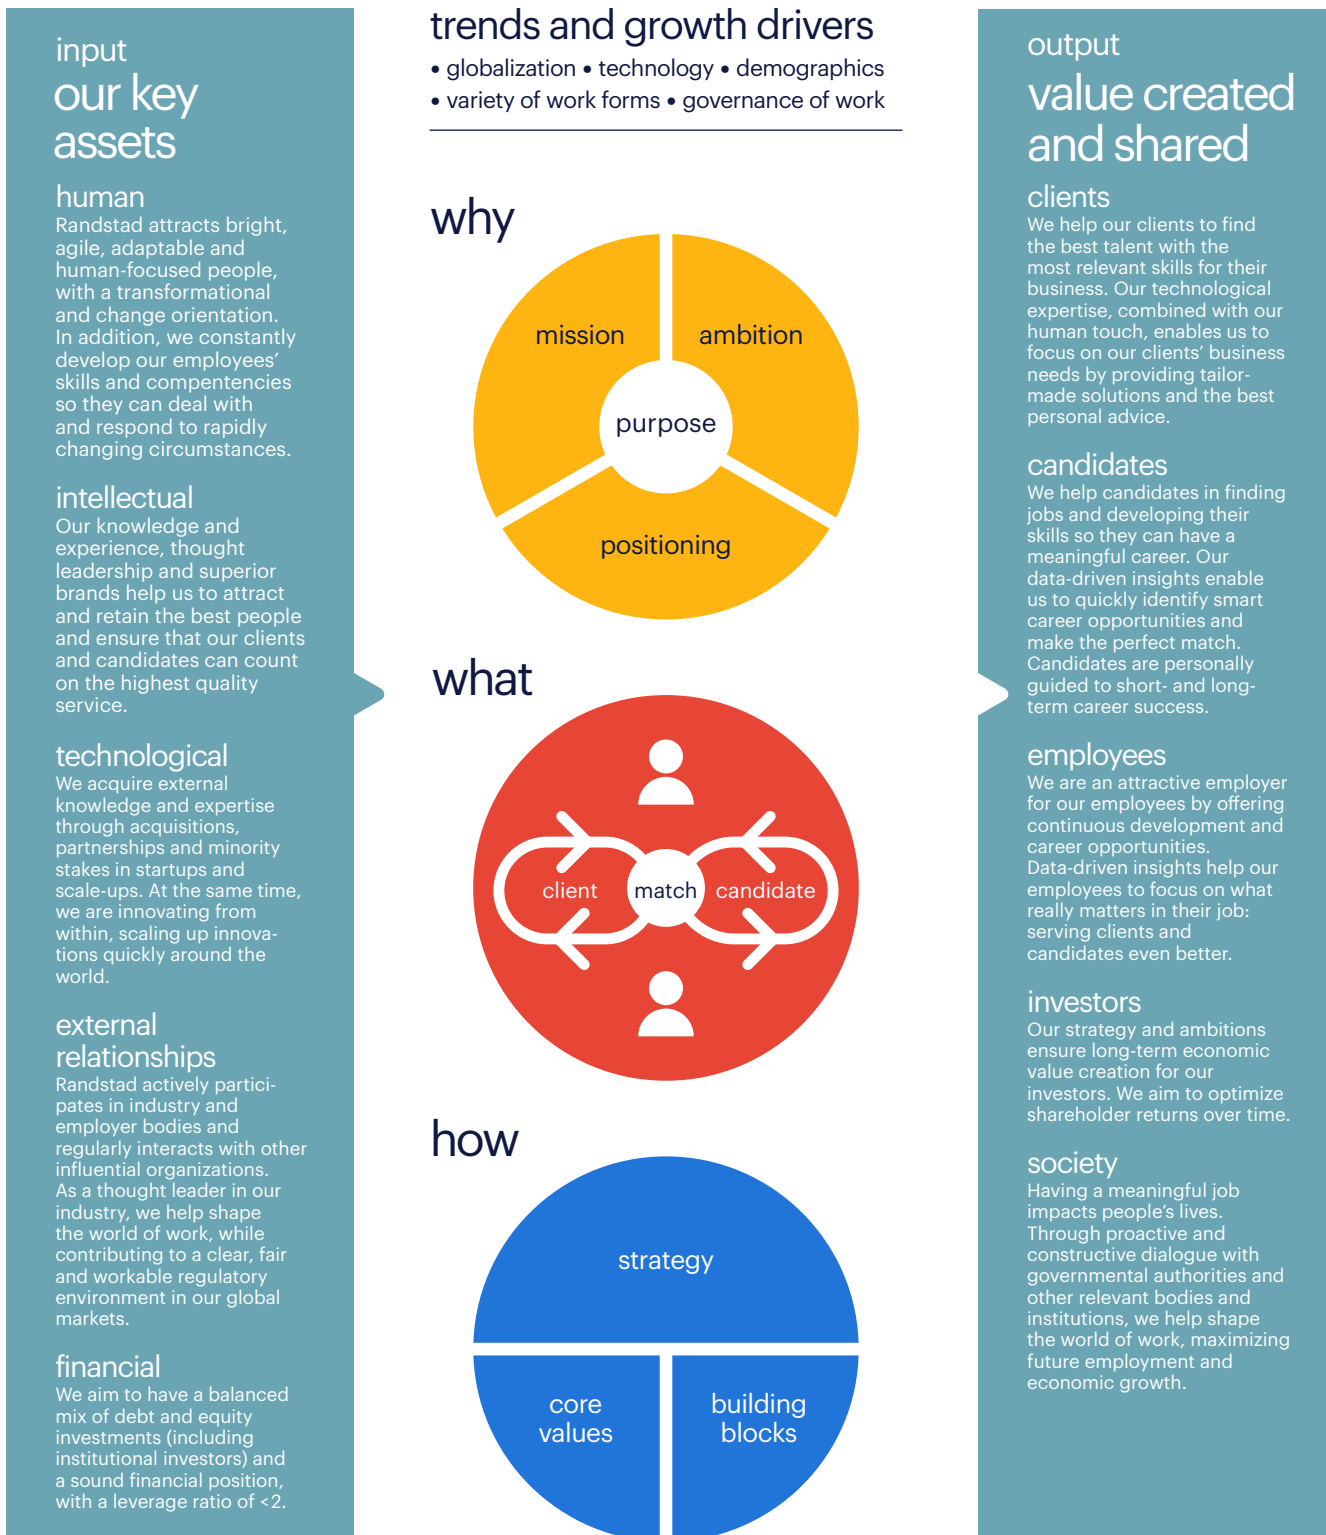 input
our key
assets
human
Randstad attracts bright,
agile, adaptable and
human-focused people,
with a transformational
and change orientation.
In addition, we constantly
develop our employees’
skills and compentencies
so they can deal with
and respond to rapidly
changing circumstances.
intellectual
Our knowledge and
experience, thought
leadership and superior
brands help us to attract
and retain the best people
and ensure that our clients
and candidates can count
on the highest quality
service.
technological
We acquire external
knowledge and expertise
through acquisitions,
partnerships and minority
stakes in startups and
scale-ups. At the same time,
we are innovating from
within, scaling up innova-
tions quickly around the
world.
external
relationships
Randstad actively partici-
pates in industry and
employer bodies and
regularly interacts with other
influential organizations.
As a thought leader in our
industry, we help shape
the world of work, while
contributing to a clear, fair
and workable regulatory
environment in our global
markets.
financial
We aim to have a balanced
mix of debt and equity
investments (including
institutional investors) and
a sound financial position,
with a leverage ratio of <2.
trends and growth drivers
• globalization • technology • demographics
• variety of work forms • governance of work
why
mission
ambition
purpose
positioning
what
client
match
candidate
how
strategy
core
values
building
blocks
output
value created
and shared
clients
We help our clients to find
the best talent with the
most relevant skills for their
business. Our technological
expertise, combined with our
human touch, enables us to
focus on our clients’ business
needs by providing tailor-
made solutions and the best
personal advice.
candidates
We help candidates in finding
jobs and developing their
skills so they can have a
meaningful career. Our
data-driven insights enable
us to quickly identify smart
career opportunities and
make the perfect match.
Candidates are personally
guided to short- and long-
term career success.
employees
We are an attractive employer
for our employees by offering
continuous development and
career opportunities.
Data-driven insights help our
employees to focus on what
really matters in their job:
serving clients and
candidates even better.
investors
Our strategy and ambitions
ensure long-term economic
value creation for our
investors. We aim to optimize
shareholder returns over time.
society
Having a meaningful job
impacts people’s lives.
Through proactive and
constructive dialogue with
governmental authorities and
other relevant bodies and
institutions, we help shape
the world of work, maximizing
future employment and
economic growth.